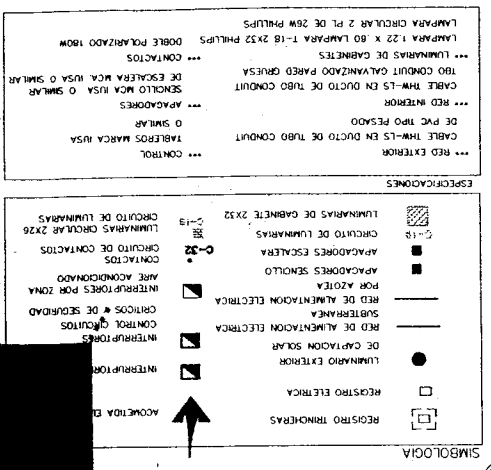 SIMBOLOGIA
REGISTRO TRINCHERAS
REGISTRO ELETRICA
LUMINARIO EXTERIOR
DE CAPTACION SOLAR
RED DE ALIMENTACION ELECTRICA
SUBTERRANEA
RED DE ALIMENTACION ELECTRICA
POR AZOTEA
APAGADORES SENCILLO
APAGADORES ESCALERA
CIRCUITO DE LUMINARIAS
LUMINARIAS DE GABINETE 2X32
ACOMETIDA
INTERRUPTORES
CONTROL CIRCUITOS
CRITICOS DE SEGURIDAD
INTERRUPTORES POR ZONA
AIRE ACONDICIONADO
CONTACTOS
C-32 CIRCUITO DE CONTACTOS
LUMINARIAS CIRCULAR 2X26
CIRCUITO DE LUMINARIAS
ESPECIFICACIONES
*** RED EXTERIOR
CABLE THW-LS EN DUCTO DE TUBO CONDUIT
DE PVC TIPO PESADO
*** RED INTERIOR
CABLE THW-LS EN DUCTO DE TUBO CONDUIT
TBO CONDUIT GALVANIZADO PARED GRUESA
*** LUMINARIAS DE GABINETES
LAMPARA 1.22 X .60 LAMPARA T-18 2X32 PHILLIPS
LAMPARA CIRCULAR 2 PL DE 26W PHILLIPS
*** CONTROL
TABLEROS MARCA IUSA
O SIMILAR
*** APAGADORES
SENCILLO MCA IUSA O SIMILAR
DE ESCALERA MCA. IUSA O SIMILAR
*** CONTACTOS
DOBLE POLARIZADO 180W